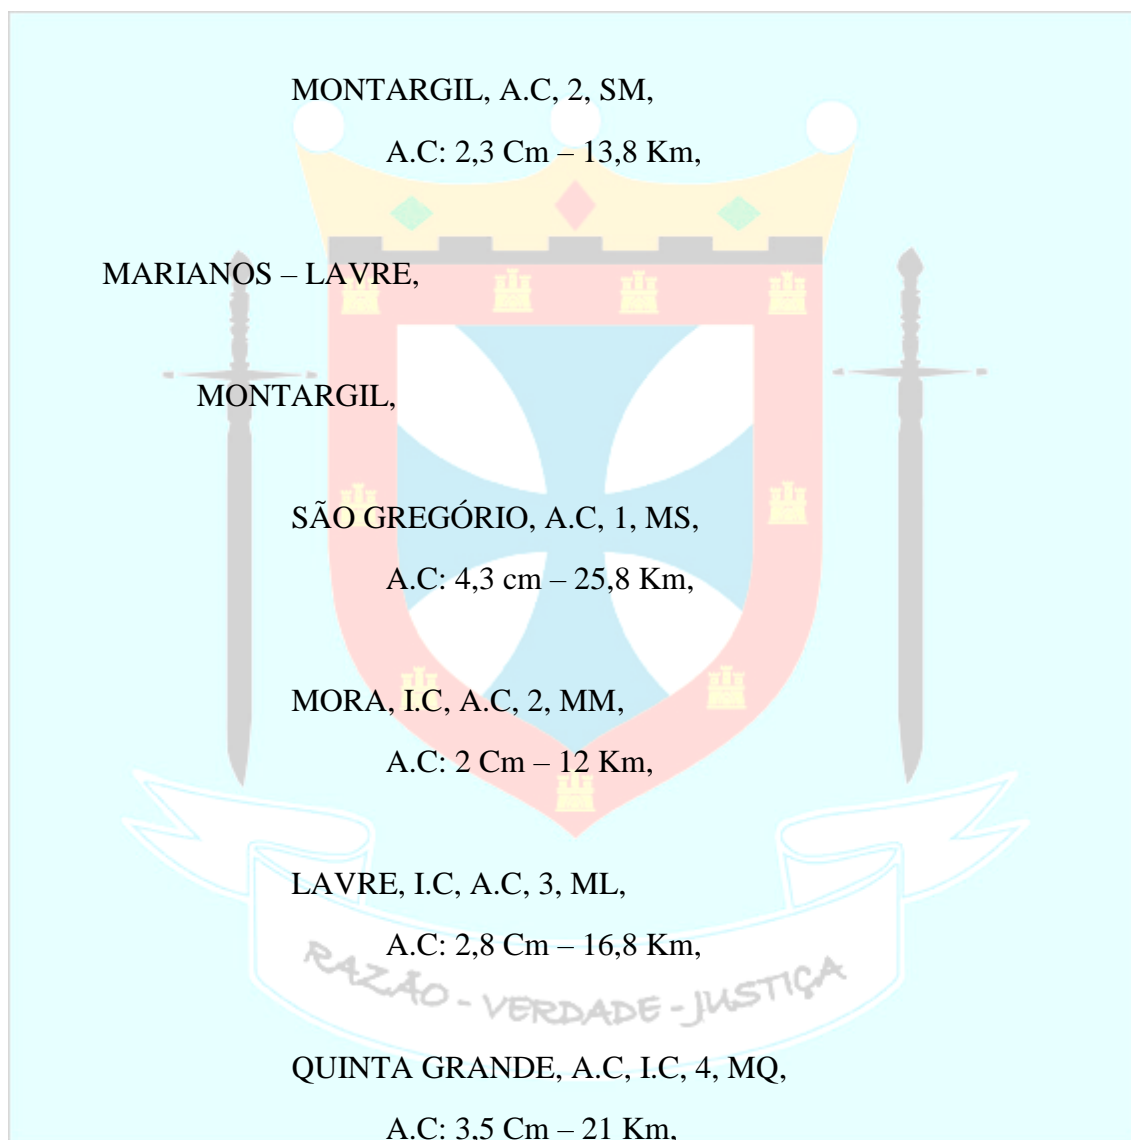 MONTARGIL, A.C, 2, SM,
A.C: 2,3 Cm – 13,8 Km,
MARIANOS – LAVRE,
MONTARGIL,
SÃO GREGÓRIO, A.C, 1, MS,
A.C: 4,3 cm – 25,8 Km,
MORA, I.C, A.C, 2, MM,
A.C: 2 Cm – 12 Km,
LAVRE, I.C, A.C, 3, ML,
A.C: 2,8 Cm – 16,8 Km,
RAZÃO - VERDADE - JUSTIÇA
QUINTA GRANDE, A.C, I.C, 4, MQ,
A.C: 3,5 Cm – 21 Km,